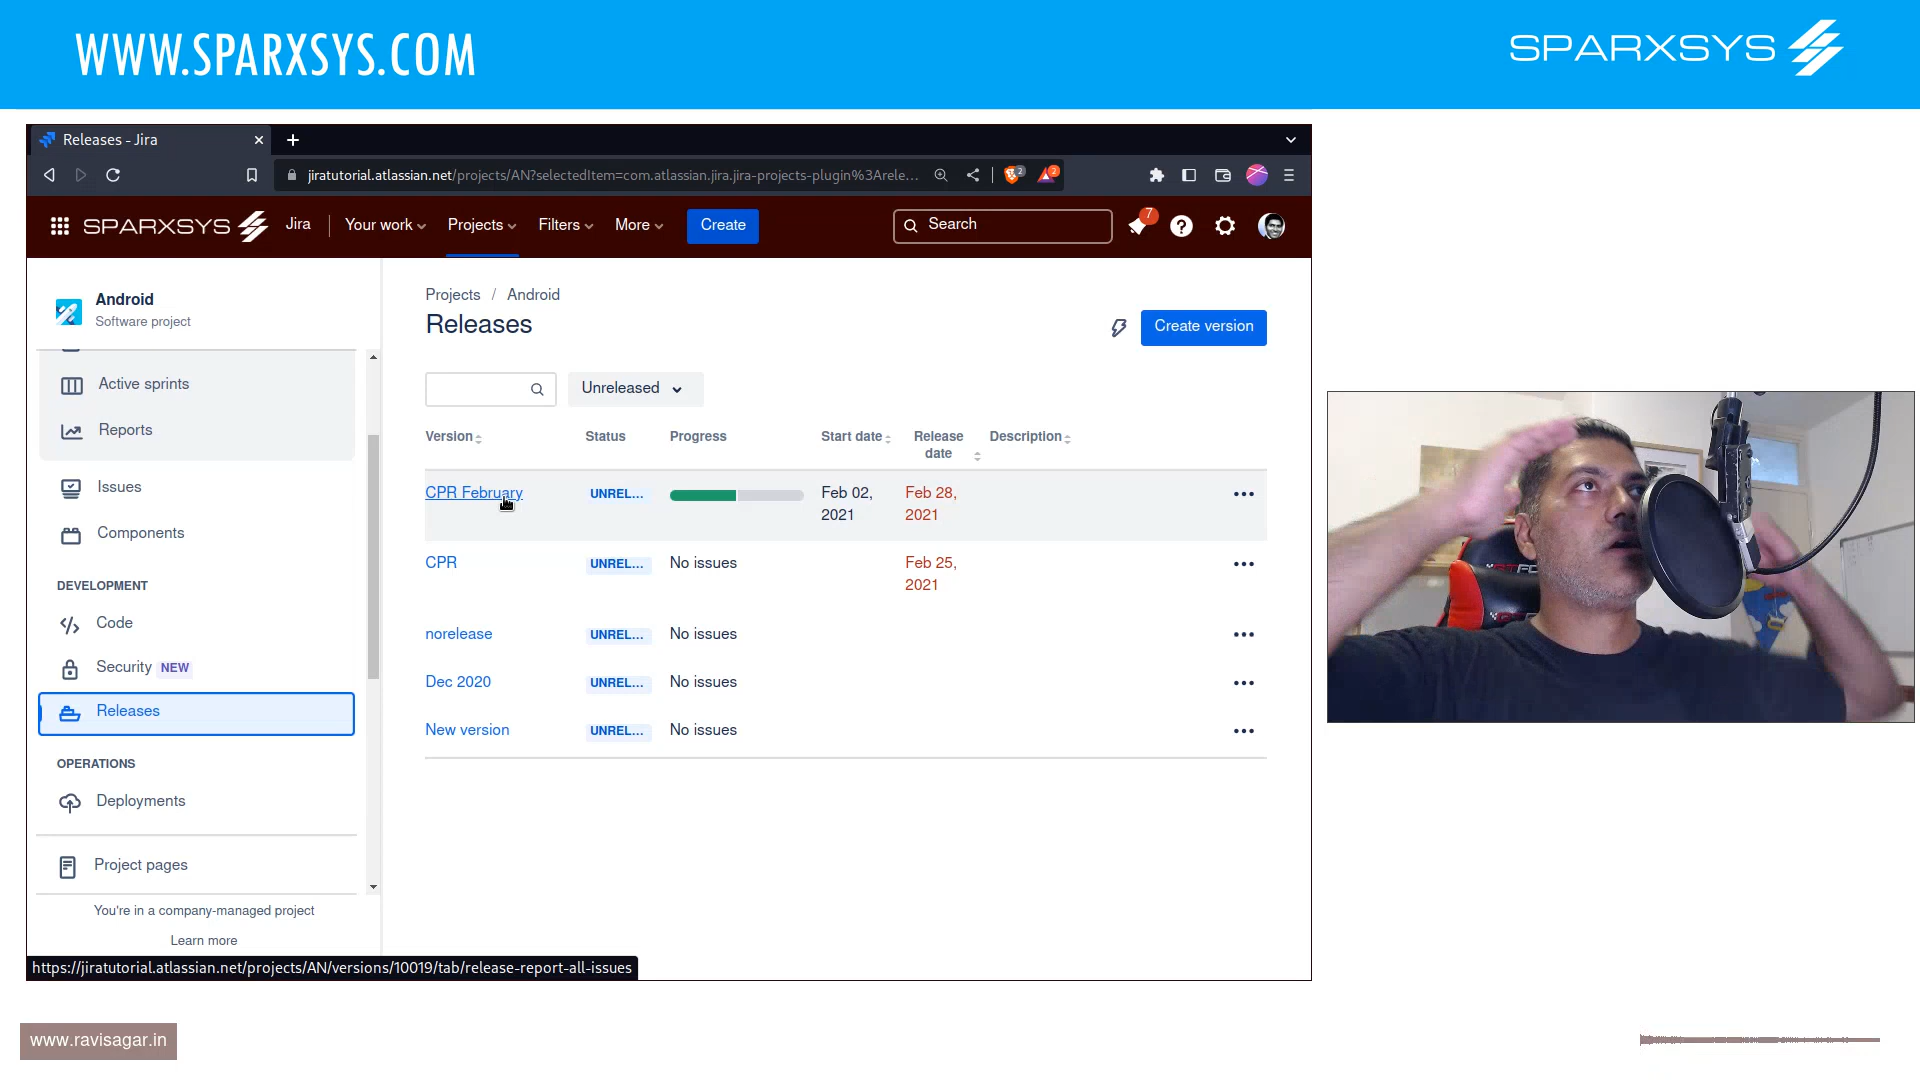 WWW.SPARXSYS.COM
SPARXSYS
Releases - Jira
jiratutorial.atlassian.net/projects/AN?selectedItem=com.atlassian.jira.jira-projects-plugin%3Arele...
2
2
SPARXSYS
Jira
Your work
Projects
Filters
More
Create
Search
7
Android
Software project
Active sprints
Reports
Issues
Components
DEVELOPMENT
Code
Security NEW
Releases
OPERATIONS
Deployments
Project pages
You're in a company-managed project
Learn more
Projects / Android
Releases
Create version
Unreleased
Version Status Progress Start date Release date Description
CPR February UNREL... Feb 02, 2021 Feb 28, 2021
CPR UNREL... No issues Feb 25, 2021
norelease UNREL... No issues
Dec 2020 UNREL... No issues
New version UNREL... No issues
https://jiratutorial.atlassian.net/projects/AN/versions/10019/tab/release-report-all-issues
www.ravisagar.in